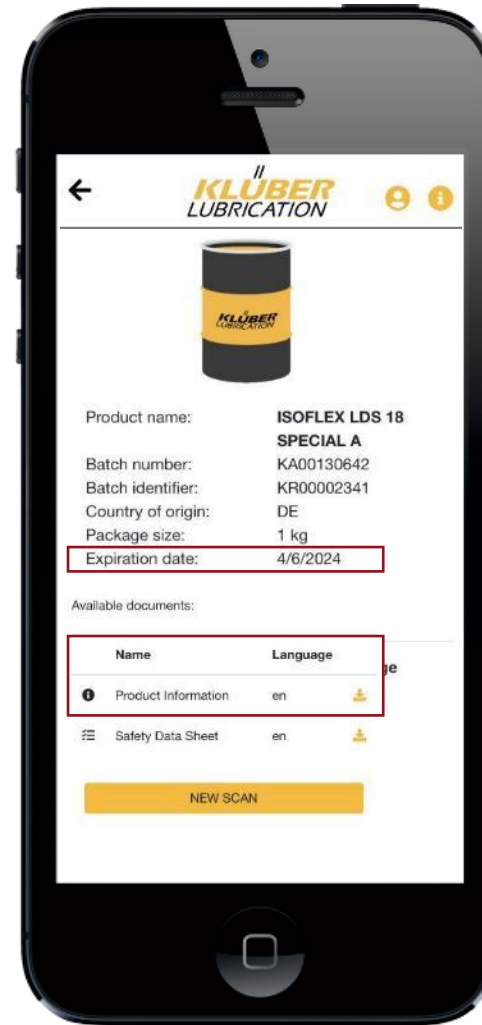 KLÜBER
LUBRICATION
KLÜBER
LUBRICATION
Product name: ISOFLEX LDS 18
SPECIAL A
Batch number: KA00130642
Batch identifier: KR00002341
Country of origin: DE
Package size: 1 kg
Expiration date: 4/6/2024
Available documents:
Name Language
Product Information en
Safety Data Sheet en
NEW SCAN